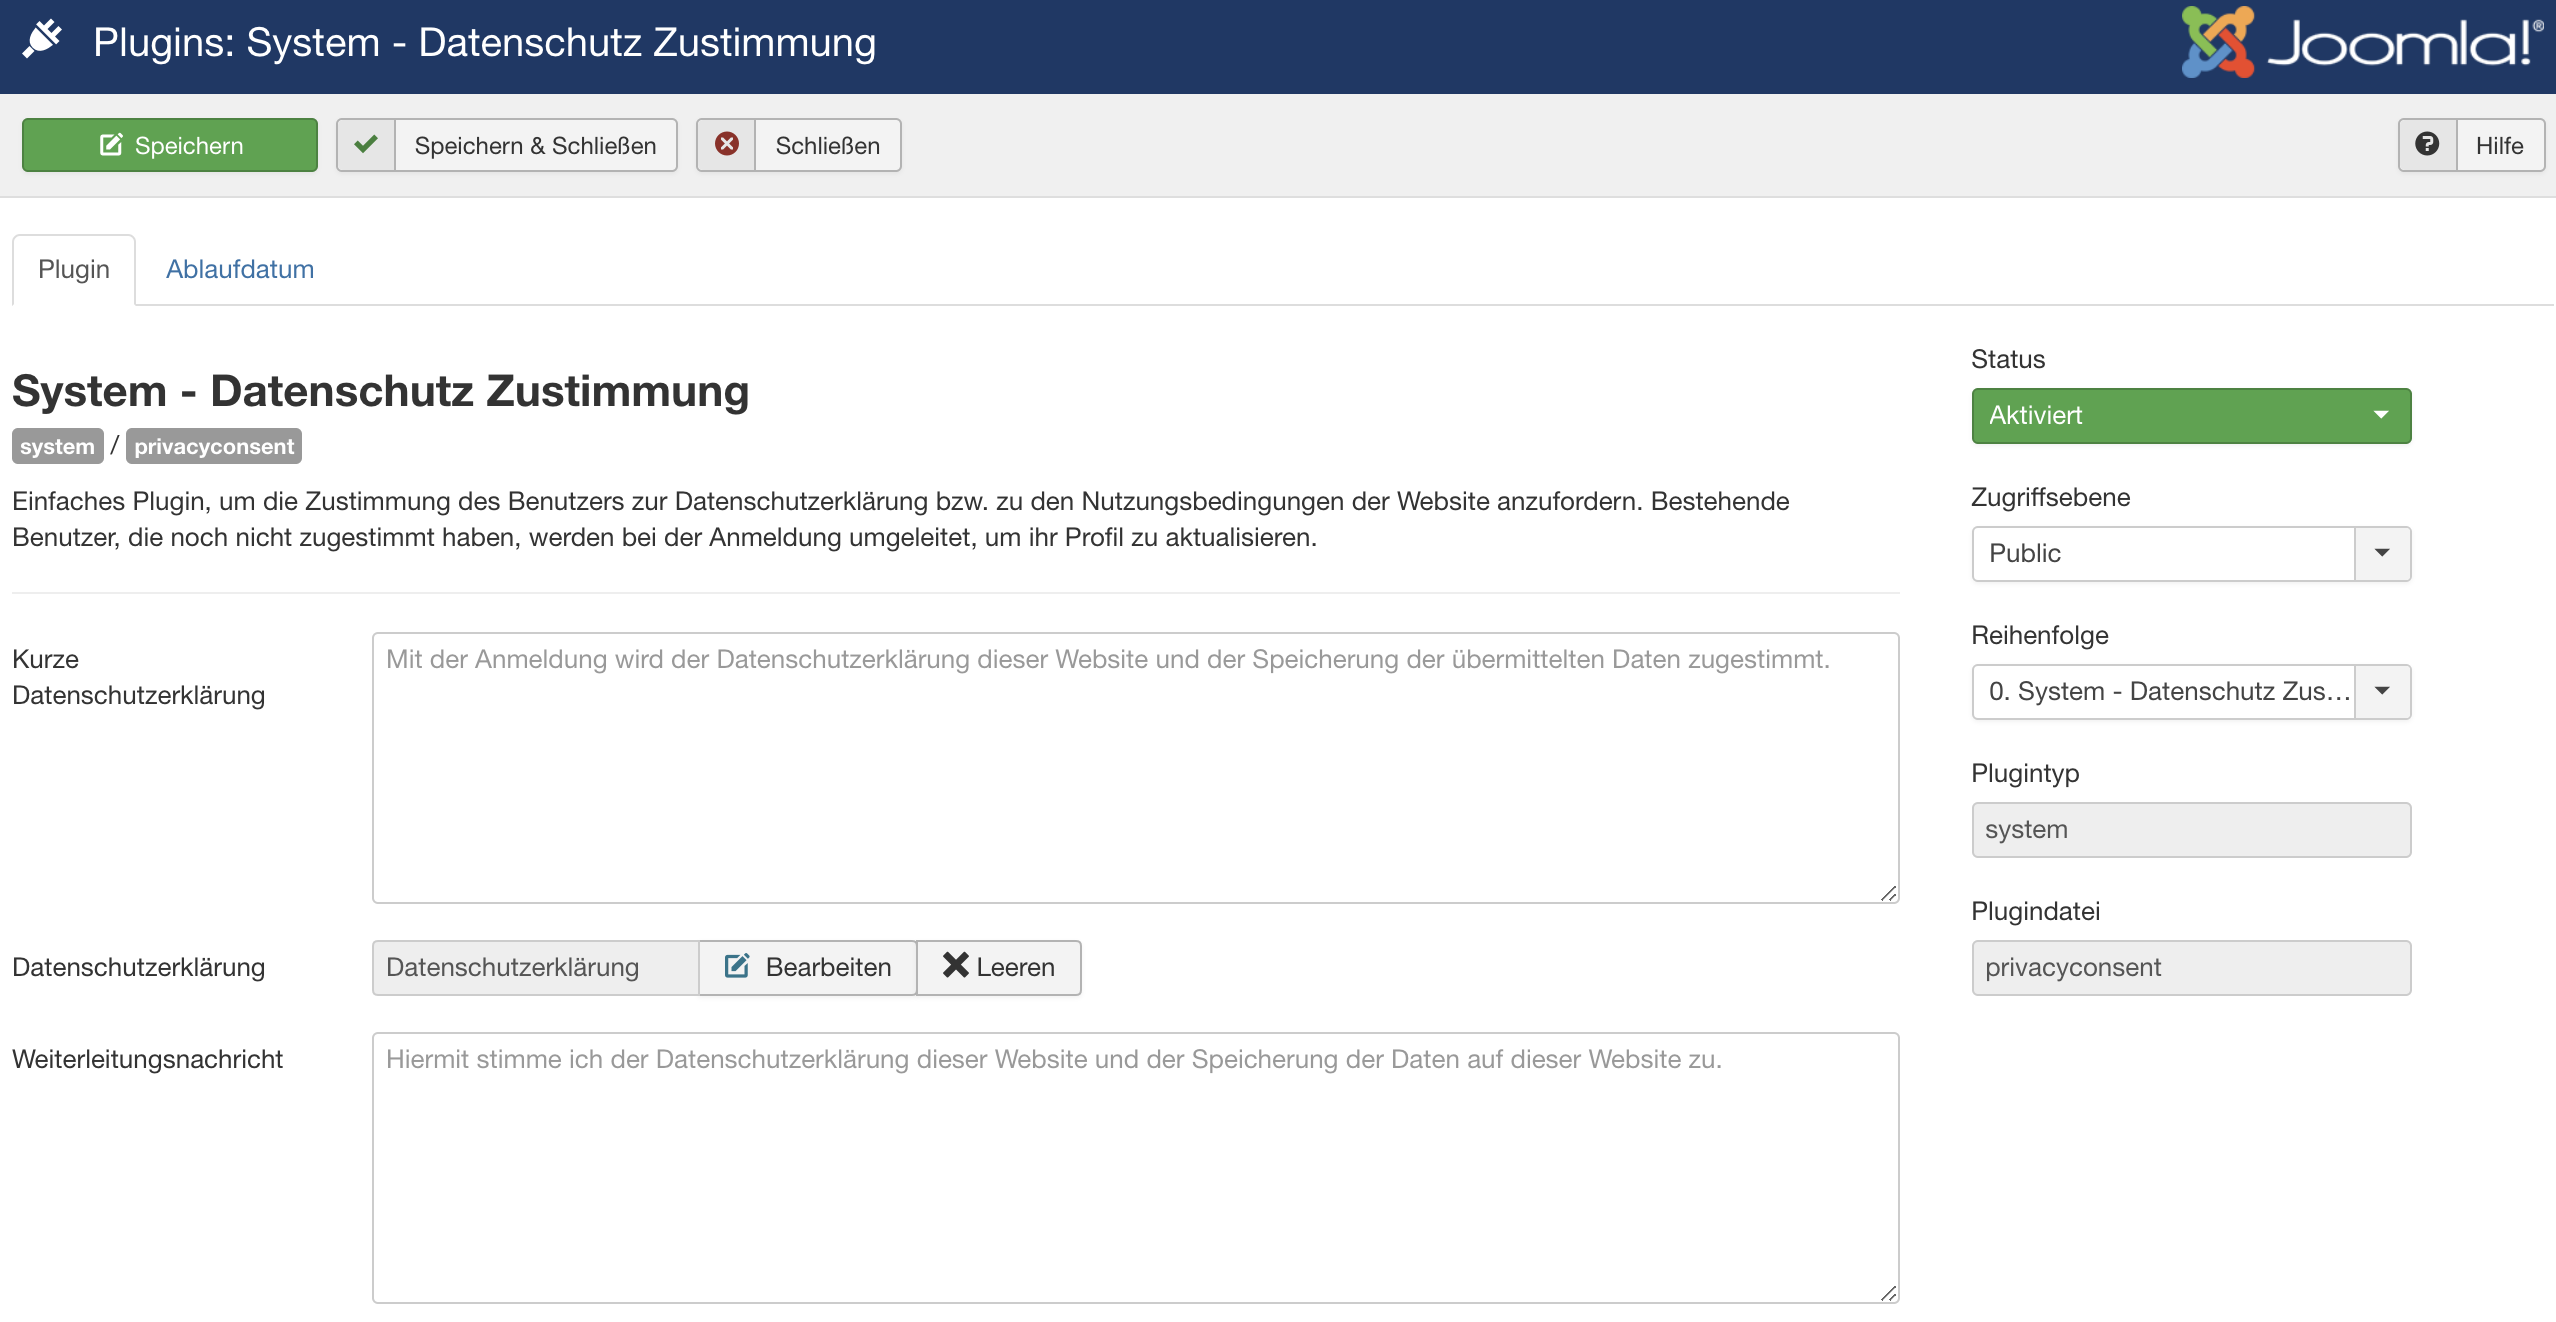 Plugins: System - Datenschutz Zustimmung
Joomla!®
Speichern
Speichern & Schließen
Schließen
Hilfe
Plugin
Ablaufdatum
System - Datenschutz Zustimmung
system / privacyconsent
Einfaches Plugin, um die Zustimmung des Benutzers zur Datenschutzerklärung bzw. zu den Nutzungsbedingungen der Website anzufordern. Bestehende
Benutzer, die noch nicht zugestimmt haben, werden bei der Anmeldung umgeleitet, um ihr Profil zu aktualisieren.
Kurze
Datenschutzerklärung
Mit der Anmeldung wird der Datenschutzerklärung dieser Website und der Speicherung der übermittelten Daten zugestimmt.
Datenschutzerklärung
Datenschutzerklärung
Bearbeiten
Leeren
Weiterleitungsnachricht
Hiermit stimme ich der Datenschutzerklärung dieser Website und der Speicherung der Daten auf dieser Website zu.
Status
Aktiviert
Zugriffsebene
Public
Reihenfolge
0. System - Datenschutz Zus...
Plugintyp
system
Plugindatei
privacyconsent